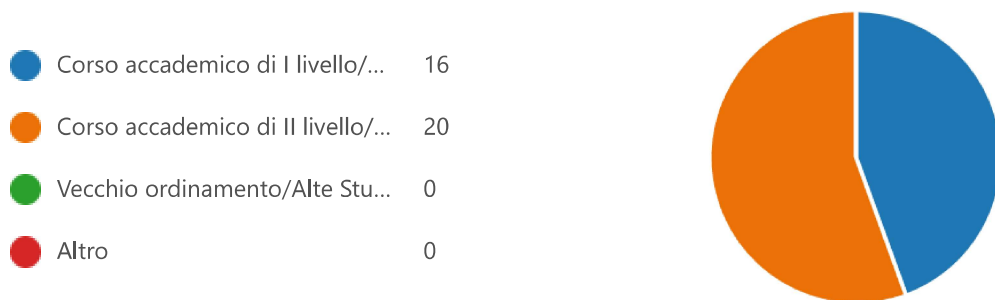 Corso accademico di I livello/... 16
Corso accademico di II livello/... 20
Vecchio ordinamento/Alte Stu... 0
Altro 0